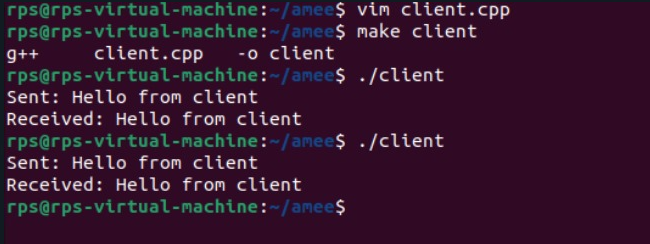 rps@rps-virtual-machine:~/amee$ vim client.cpp
rps@rps-virtual-machine:~/amee$ make client
g++     client.cpp   -o client
rps@rps-virtual-machine:~/amee$ ./client
Sent: Hello from client
Received: Hello from client
rps@rps-virtual-machine:~/amee$ ./client
Sent: Hello from client
Received: Hello from client
rps@rps-virtual-machine:~/amee$